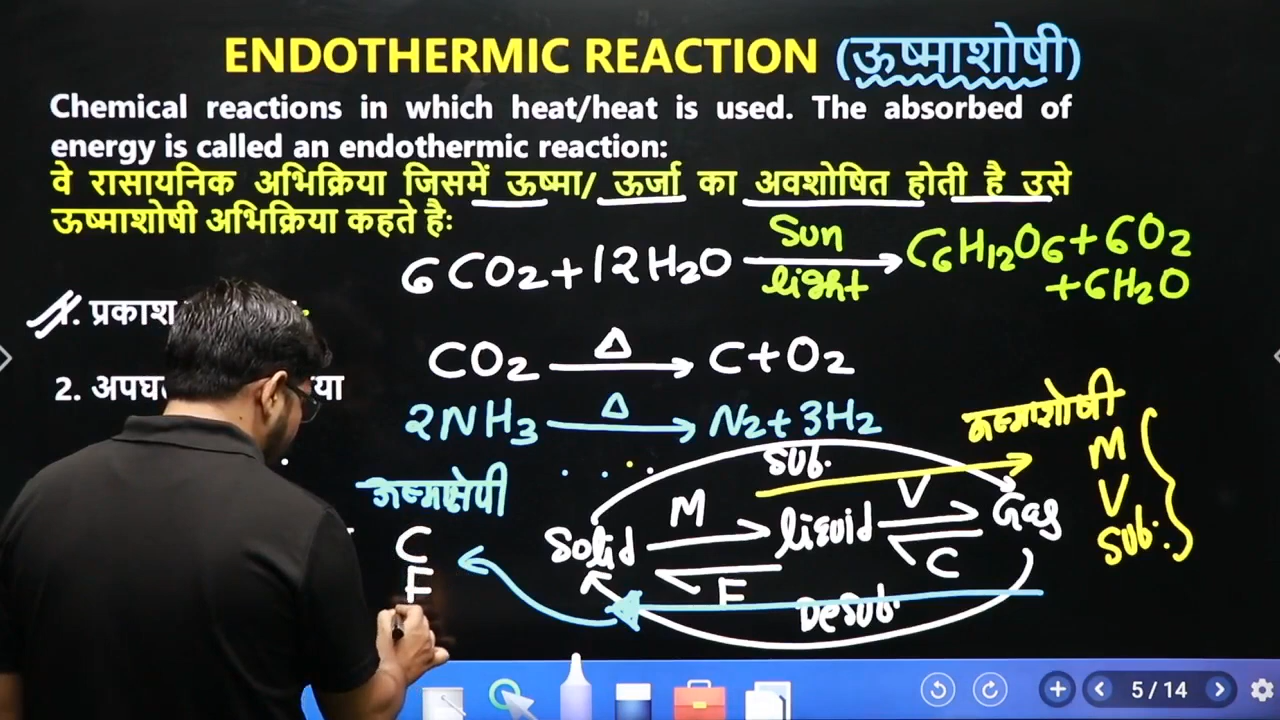 ENDOTHERMIC REACTION (ऊष्माशोषी)
Chemical reactions in which heat/heat is used. The absorbed of
energy is called an endothermic reaction:
वे रासायनिक अभिक्रिया जिसमें ऊष्मा/ ऊर्जा का अवशोषित होती है उसे
ऊष्माशोषी अभिक्रिया कहते हैः
6CO2+12H2O Sun light → C6H12O6+6O2
+6H2O
1. प्रकाश
CO2 Δ → C+O2
2.
2NH3 Δ → N2+3H2
ऊष्माशोषी
M
V
Sub.
Sub.
ऊष्माक्षेपी
C
F
Solid M liquid V Gas
F C
DeSub.
5 / 14